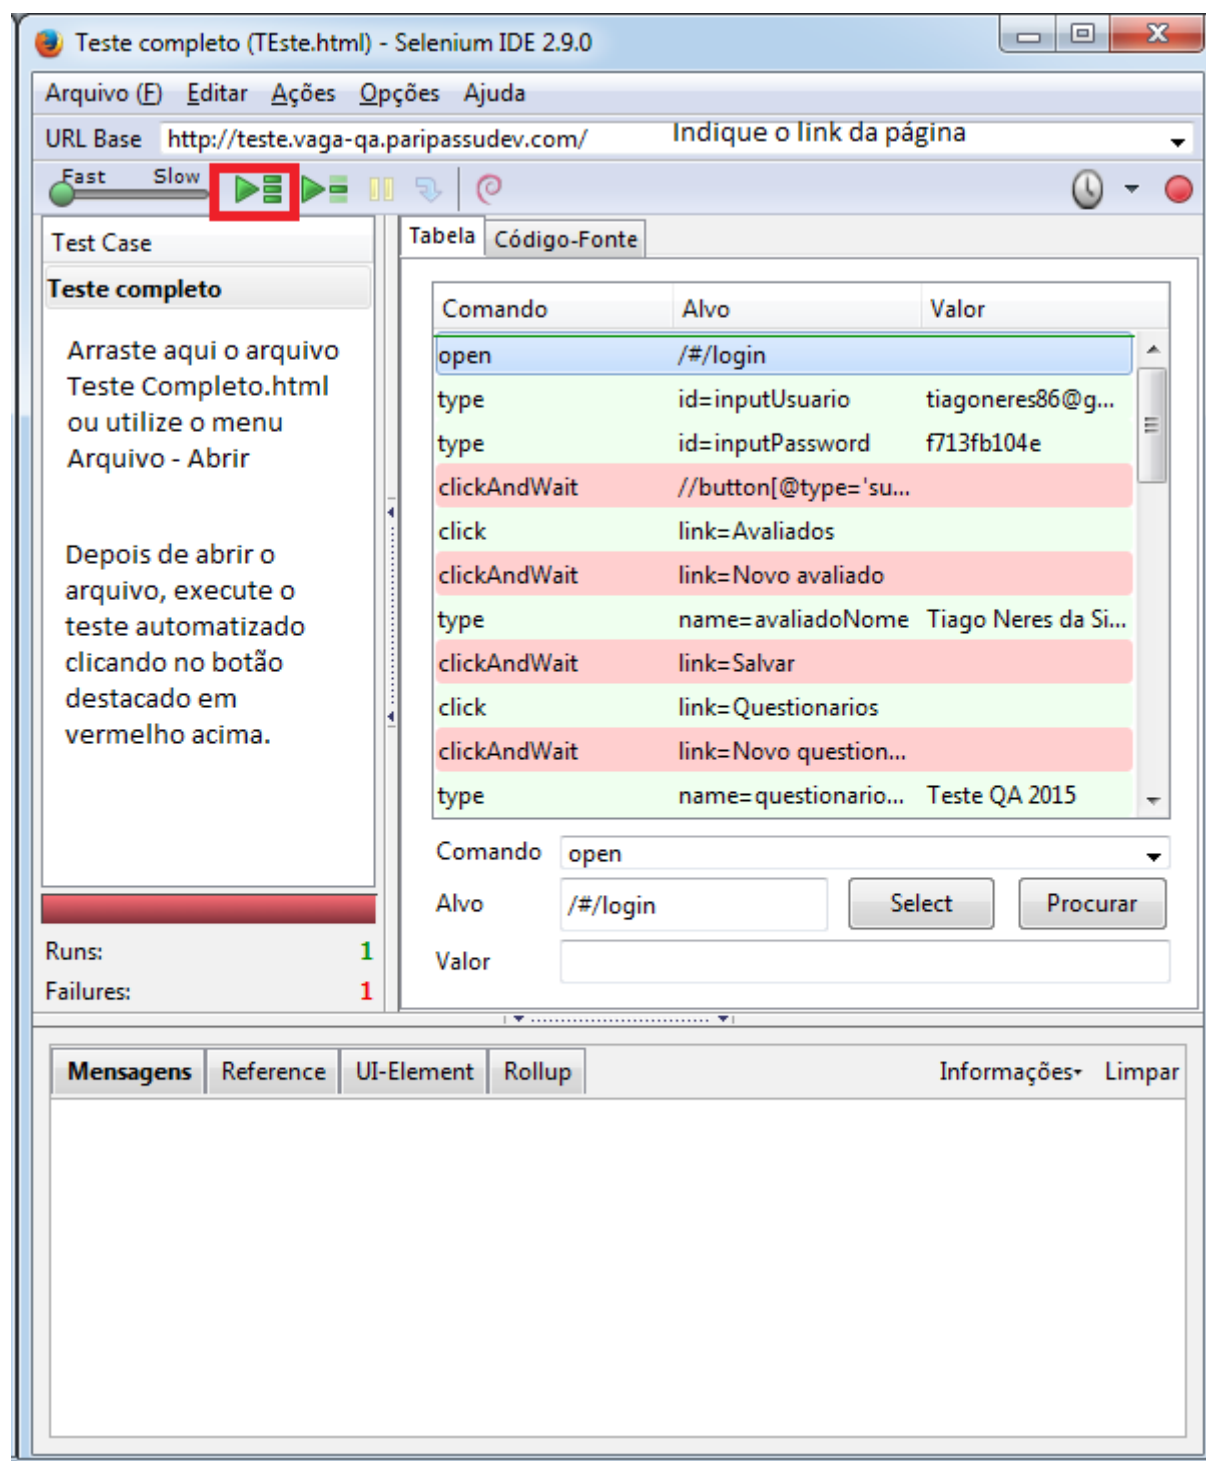 Teste completo (TEste.html) - Selenium IDE 2.9.0
Arquivo (F) Editar Ações Opções Ajuda
URL Base http://teste.vaga-qa.paripassudev.com/ Indique o link da página
Fast Slow
Test Case
Teste completo
Arraste aqui o arquivo
Teste Completo.html
ou utilize o menu
Arquivo - Abrir
Depois de abrir o
arquivo, execute o
teste automatizado
clicando no botão
destacado em
vermelho acima.
Runs: 1
Failures: 1
Tabela Código-Fonte
Comando Alvo Valor
open /#/login
type id=inputUsuario tiagoneres86@g...
type id=inputPassword f713fb104e
clickAndWait //button[@type='su...
click link=Avaliados
clickAndWait link=Novo avaliado
type name=avaliadoNome Tiago Neres da Si...
clickAndWait link=Salvar
click link=Questionarios
clickAndWait link=Novo question...
type name=questionario... Teste QA 2015
Comando open
Alvo /#/login Select Procurar
Valor
Mensagens Reference UI-Element Rollup Informações Limpar